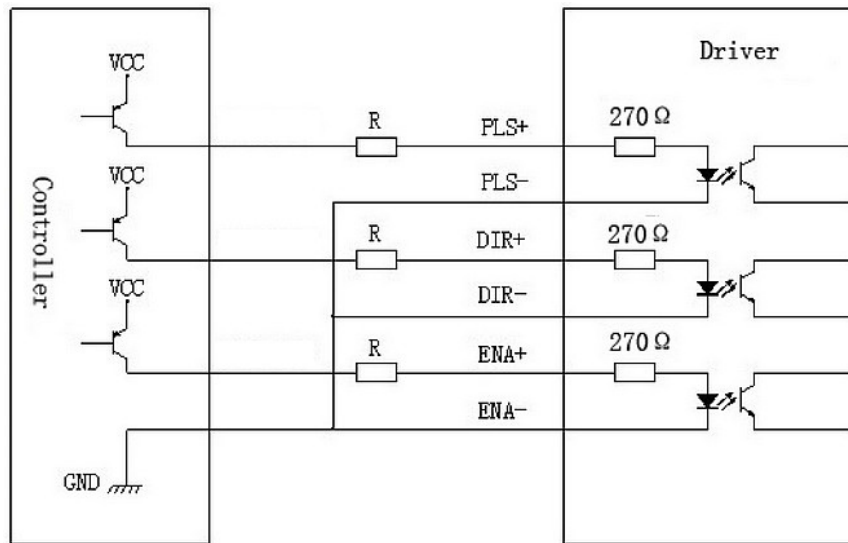 Controller
VCC
VCC
VCC
GND
R
PLS+
PLS-
R
DIR+
DIR-
R
ENA+
ENA-
Driver
270Ω
270Ω
270Ω